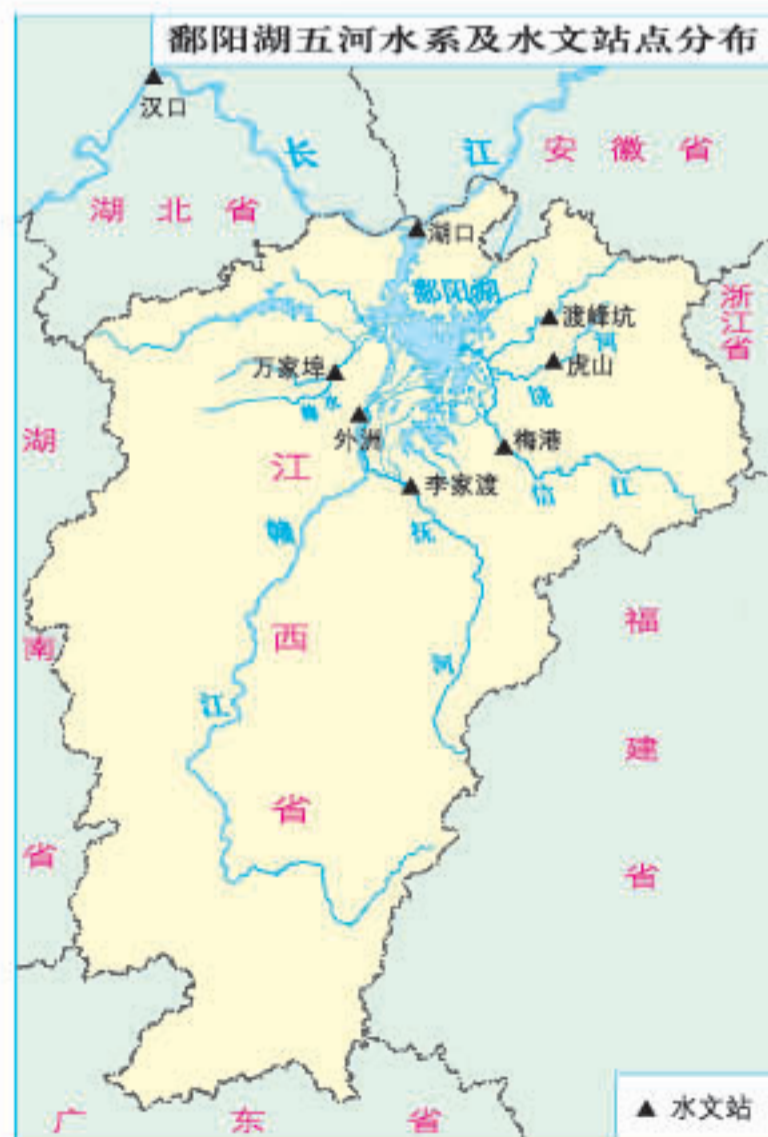 鄱阳湖五河水系及水文站点分布
汉口
长江
安徽省
湖北省
湖口
鄱阳湖
浙江省
渡峰坑
万家埠
虎山
饶河
修水
外洲
梅港
湖南省
江西省
李家渡
信江
赣江
抚河
福建省
广东省
▲ 水文站